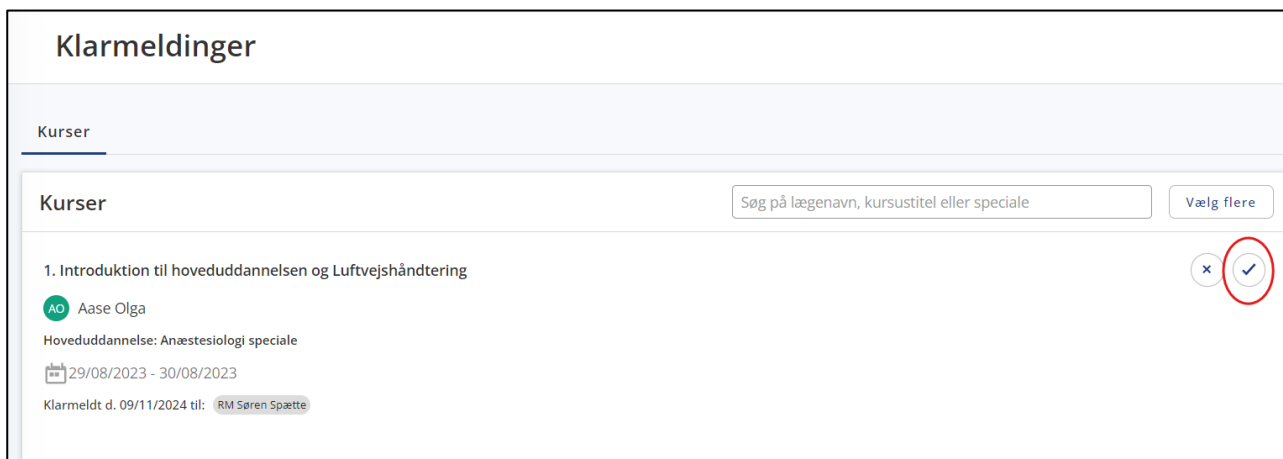 Klarmeldinger
Kurser
Kurser
Søg på lægenavn, kursustitel eller speciale
Vælg flere
1. Introduktion til hoveduddannelsen og Luftvejshåndtering
AO Aase Olga
Hoveduddannelse: Anæstesiologi speciale
29/08/2023 - 30/08/2023
Klarmeldt d. 09/11/2024 til: RM Søren Spætte